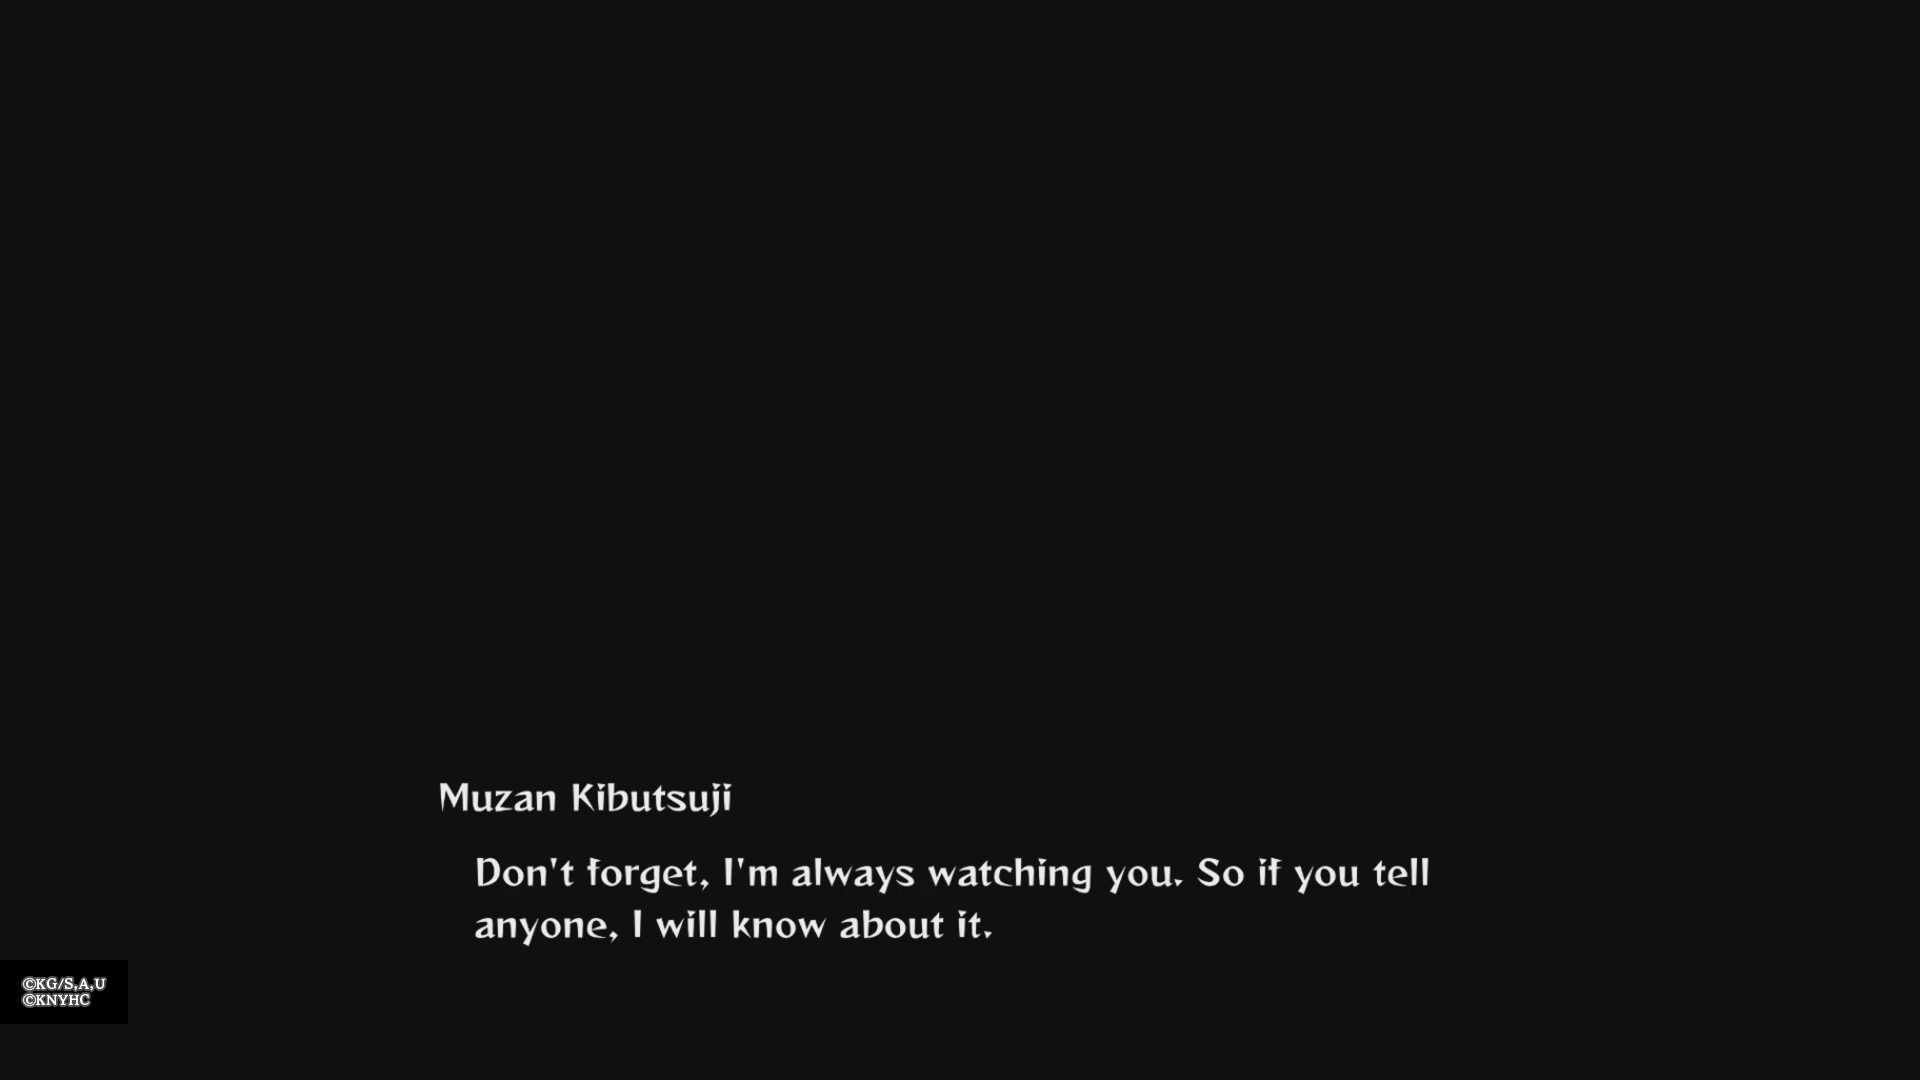 Muzan Kibutsuji
Don't forget, I'm always watching you. So if you tell
anyone, I will know about it.
©KG/S,A,U
©KNYHC